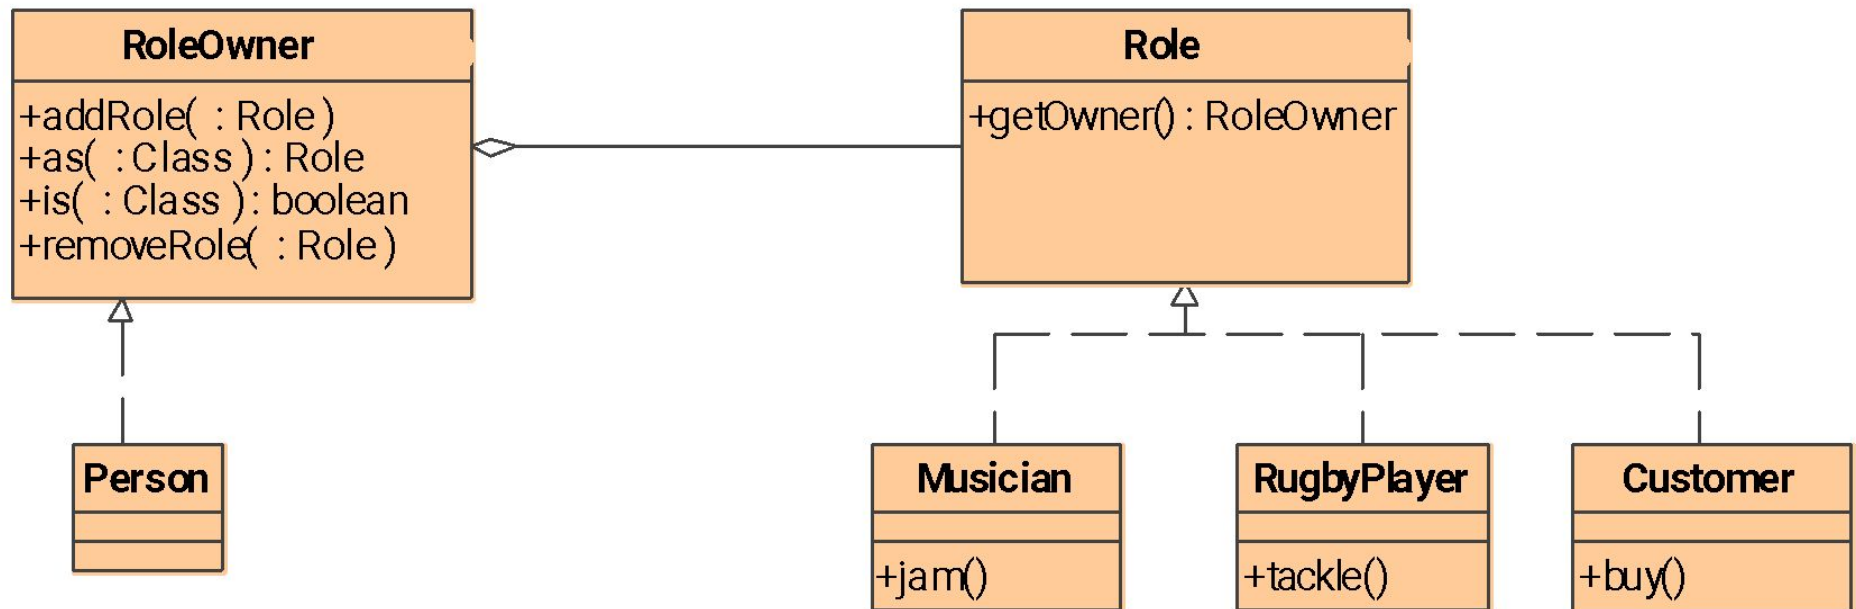 RoleOwner
+addRole( : Role)
+as( :Class ) : Role
+is( :Class ) : boolean
+removeRole( : Role)
Role
+getOwner() : RoleOwner
Person
Musician
+jam()
RugbyPlayer
+tackle()
Customer
+buy()